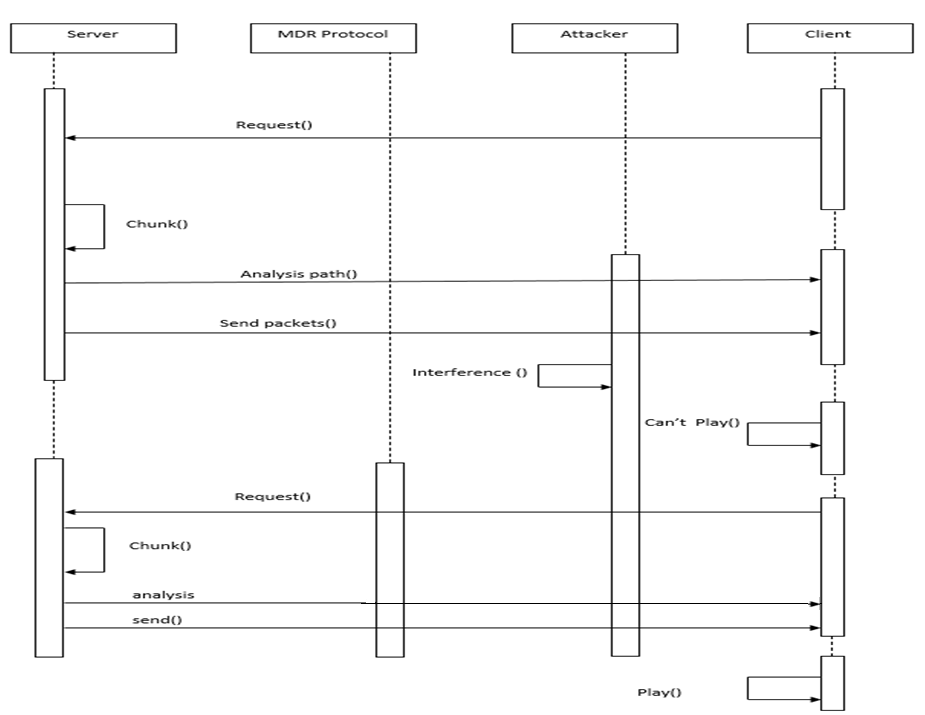 Server
MDR Protocol
Attacker
Client
Request()
Chunk()
Analysis path()
Send packets()
Interference ()
Can't Play()
Request()
Chunk()
analysis
send()
Play()